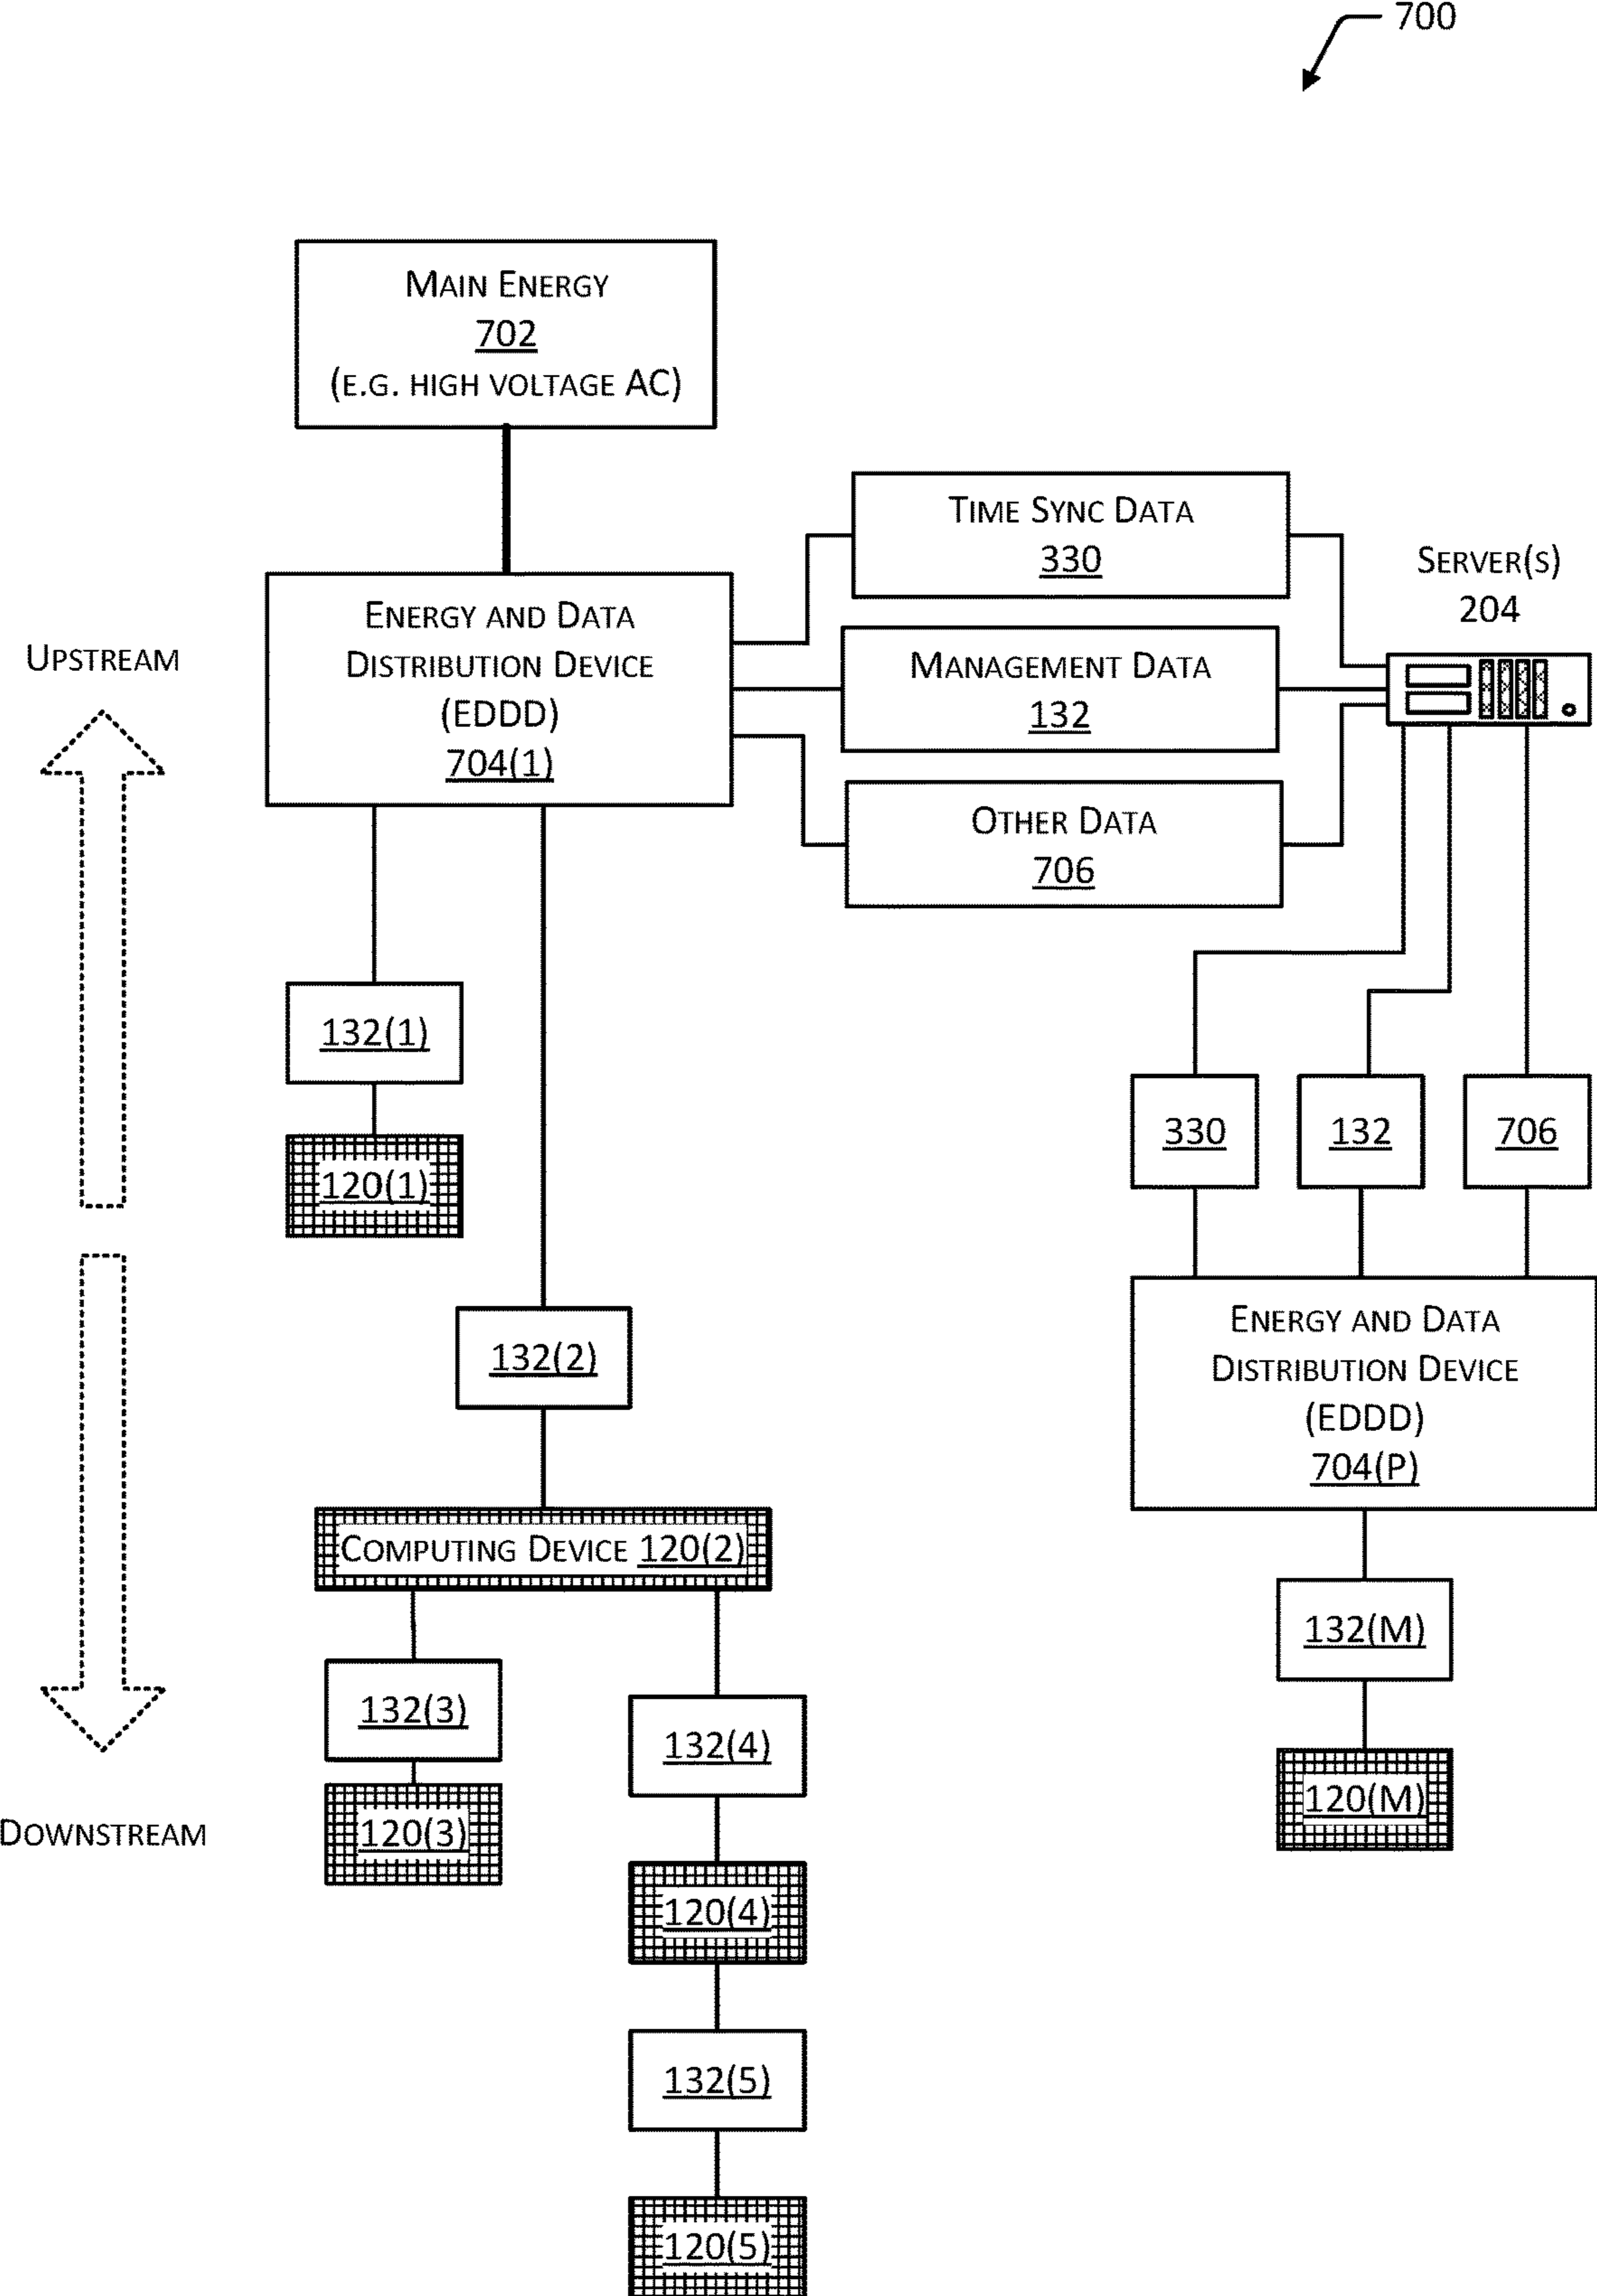 700
MAIN ENERGY
702
(E.G. HIGH VOLTAGE AC)
TIME SYNC DATA
330
SERVER(S)
204
ENERGY AND DATA
DISTRIBUTION DEVICE
(EDDD)
704(1)
UPSTREAM
MANAGEMENT DATA
132
OTHER DATA
706
132(1)
120(1)
330
132
706
132(2)
ENERGY AND DATA
DISTRIBUTION DEVICE
(EDDD)
704(P)
COMPUTING DEVICE 120(2)
132(M)
132(3)
132(4)
120(M)
DOWNSTREAM
120(3)
120(4)
132(5)
120(5)